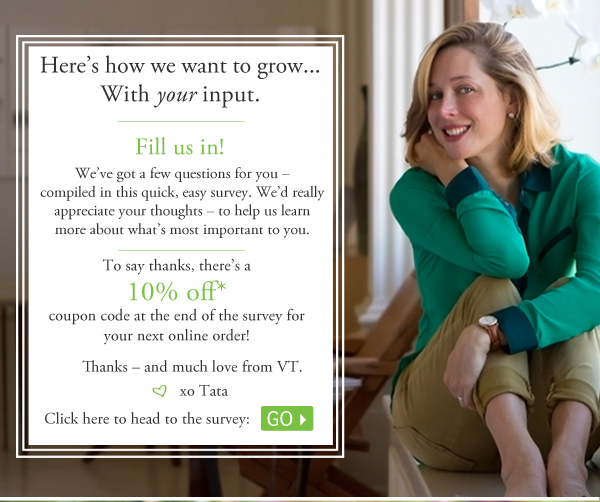 Here’s how we want to grow...
With your input.
Fill us in!
We’ve got a few questions for you –
compiled in this quick, easy survey. We’d really
appreciate your thoughts – to help us learn
more about what’s most important to you.
To say thanks, there’s a
10% off*
coupon code at the end of the survey for
your next online order!
Thanks – and much love from VT.
xo Tata
Click here to head to the survey: GO